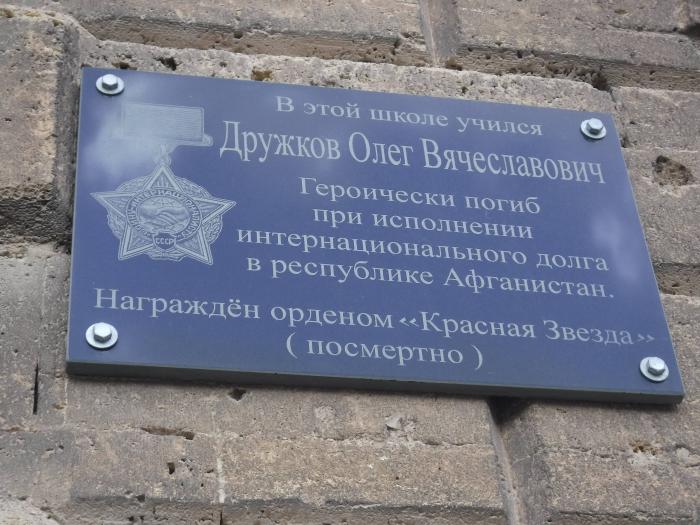 В этой школе учился
Дружков Олег Вячеславович
Героически погиб
при исполнении
интернационального долга
в республике Афганистан.
Награждён орденом «Красная Звезда»
( посмертно )
СССР